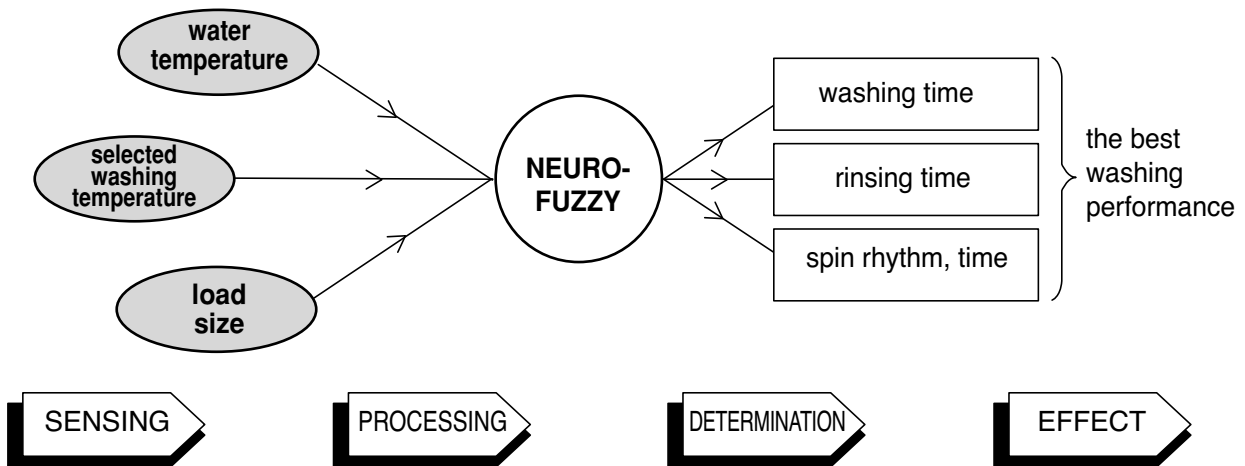 water
temperature
selected
washing
temperature
load
size
NEURO-
FUZZY
washing time
rinsing time
spin rhythm, time
the best
washing
performance
SENSING
PROCESSING
DETERMINATION
EFFECT